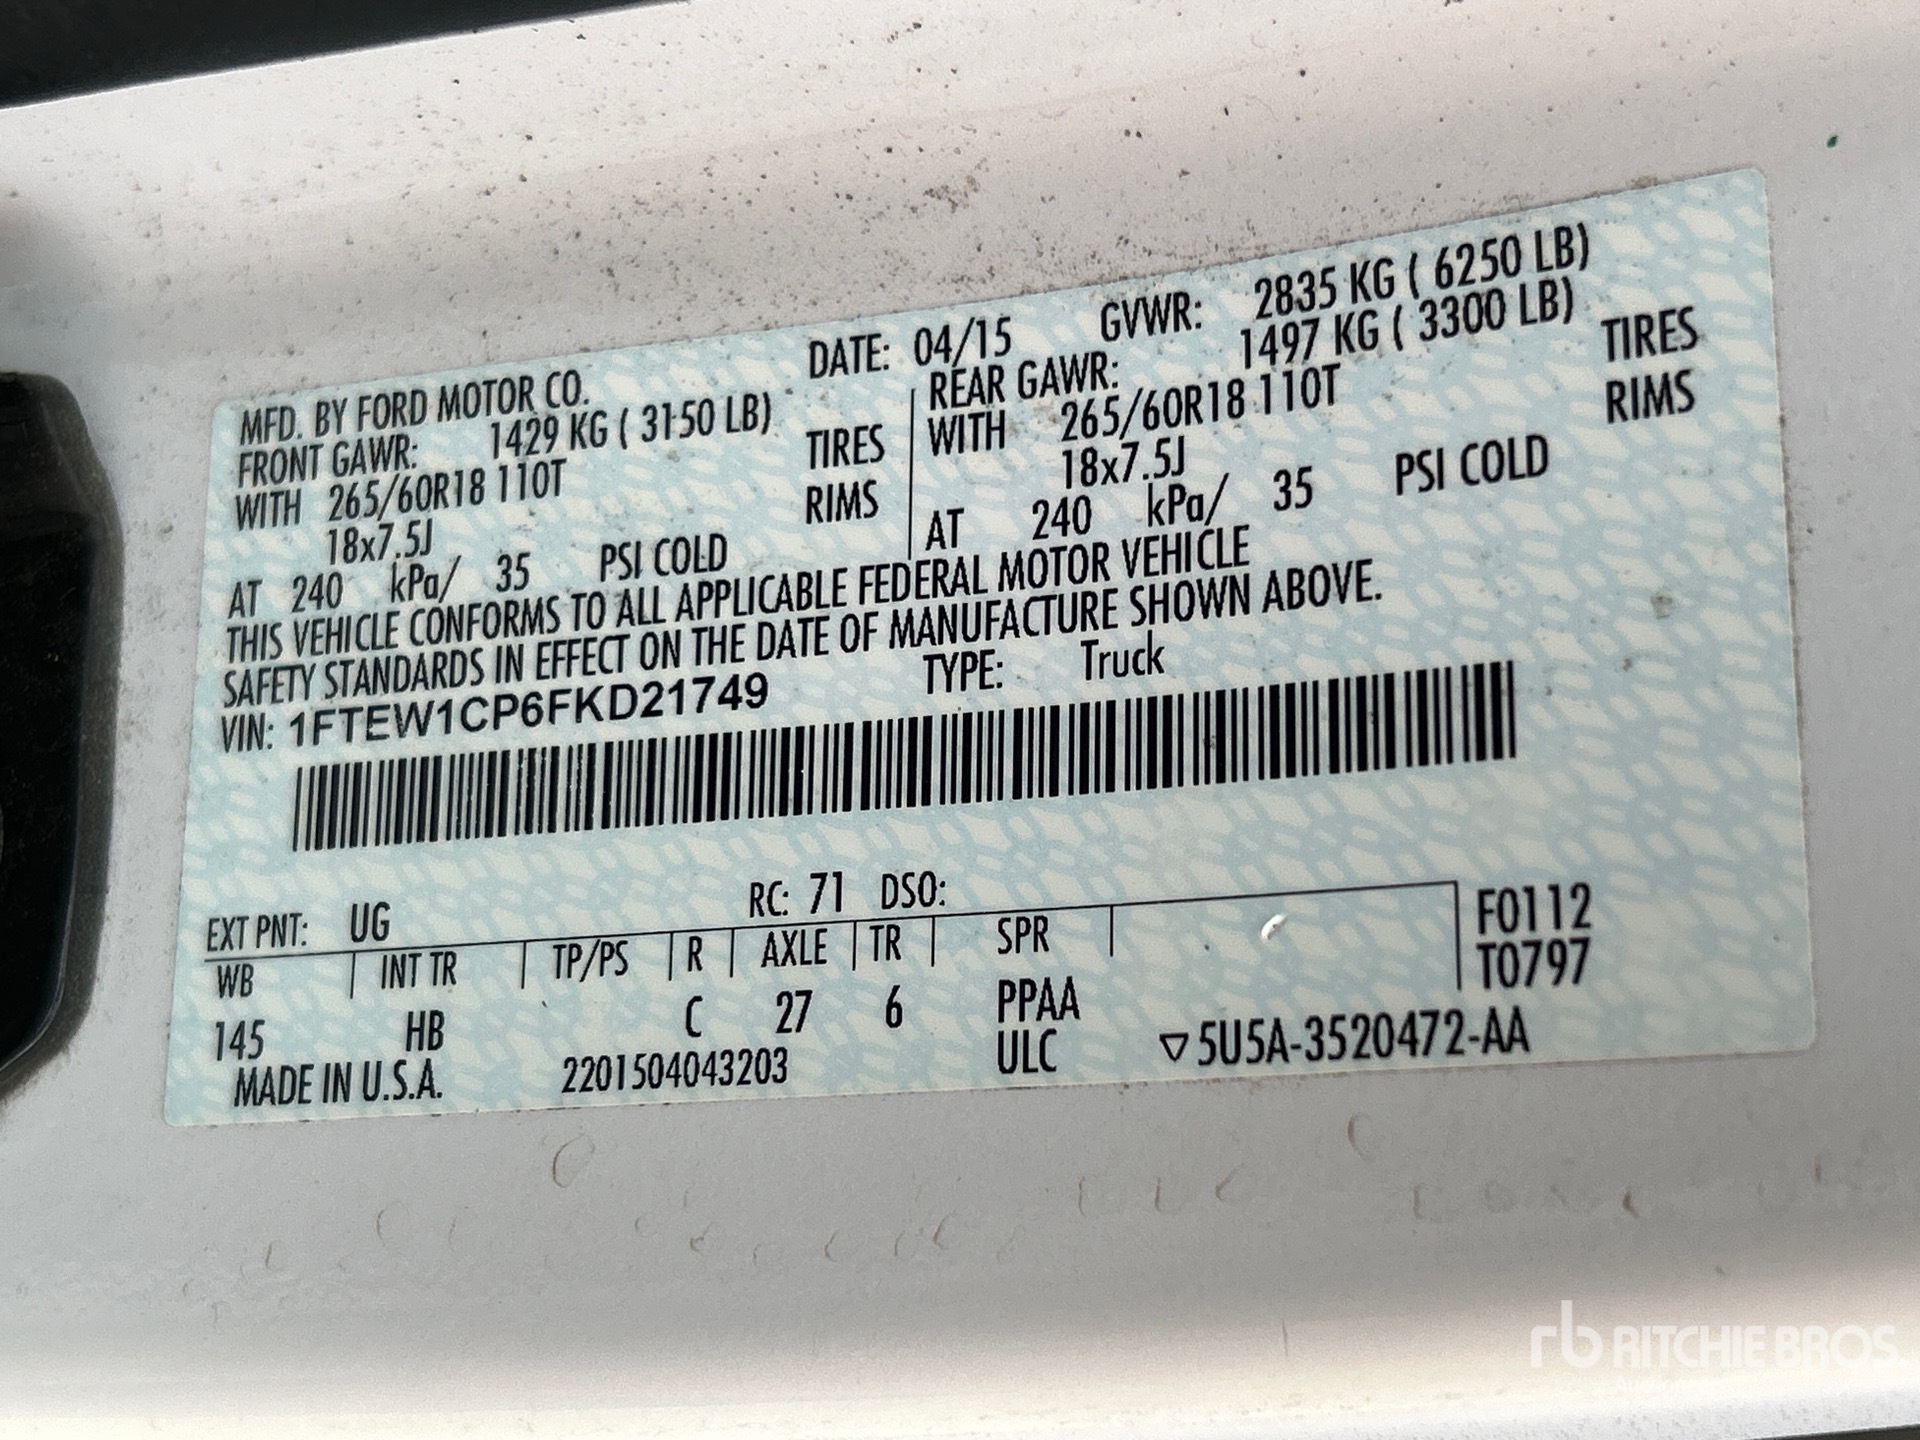 MFD. BY FORD MOTOR CO. DATE: 04/15 GVWR: 2835 KG ( 6250 LB)
FRONT GAWR: 1429 KG ( 3150 LB) REAR GAWR: 1497 KG ( 3300 LB)
WITH 265/60R18 110T TIRES WITH 265/60R18 110T TIRES
18x7.5J RIMS 18x7.5J RIMS
AT 240 kPa/ 35 PSI COLD AT 240 kPa/ 35 PSI COLD
THIS VEHICLE CONFORMS TO ALL APPLICABLE FEDERAL MOTOR VEHICLE
SAFETY STANDARDS IN EFFECT ON THE DATE OF MANUFACTURE SHOWN ABOVE.
VIN: 1FTEW1CP6FKD21749 TYPE: Truck
EXT PNT: UG RC: 71 DSO:
WB INT TR TP/PS R AXLE TR SPR F0112
T0797
145 HB C 27 6 PPAA
MADE IN U.S.A. 2201504043203 ULC ▽5U5A-3520472-AA
rb RITCHIE BROS.